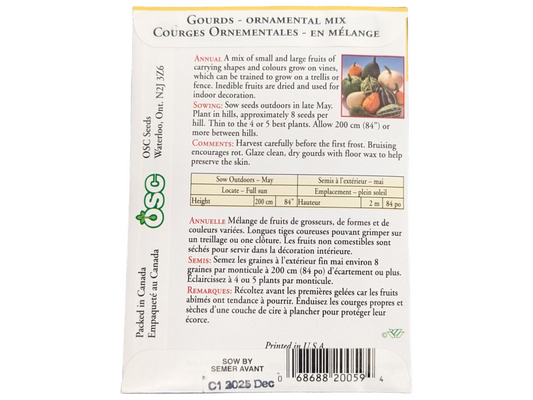 GOURDS - ORNAMENTAL MIX
COURGES ORNEMENTALES - EN MÉLANGE
ANNUAL A mix of small and large fruits of
carrying shapes and colours grow on vines,
which can be trained to grow on a trellis or
fence. Inedible fruits are dried and used for
indoor decoration.
SOWING: Sow seeds outdoors in late May.
Plant in hills, approximately 8 seeds per
hill. Thin to the 4 or 5 best plants. Allow 200 cm (84") or
more between hills.
COMMENTS: Harvest carefully before the first frost. Bruising
encourages rot. Glaze clean, dry gourds with floor wax to help
preserve the skin.
Sow Outdoors – May Semis à l'extérieur – mai
Locate – Full sun Emplacement – plein soleil
Height 200 cm 84" Hauteur 2 m 84 po
ANNUELLE Mélange de fruits de grosseurs, de formes et de
couleurs variées. Longues tiges coureuses pouvant grimper sur
un treillage ou one clôture. Les fruits non comestibles sont
séchés pour servir dans la décoration intérieure.
SEMIS: Semez les graines à l'extérieur fin mai environ 8
graines par monticule à 200 cm (84 po) d'écartement ou plus.
Éclaircissez à 4 ou 5 plants par monticule.
REMARQUES: Récoltez avant les premières gelées car les fruits
abîmés ont tendance à pourrir. Enduisez les courges propres et
sèches d'une couche de cire à plancher pour protéger leur
écorce.
Printed in U.S.A.
SOW BY
SEMER AVANT
C1 2025 Dec
0 68688 20059 4
OSC Seeds
Waterloo, Ont. N2J 3Z6
OSC
Packed in Canada
Empaqueté au Canada